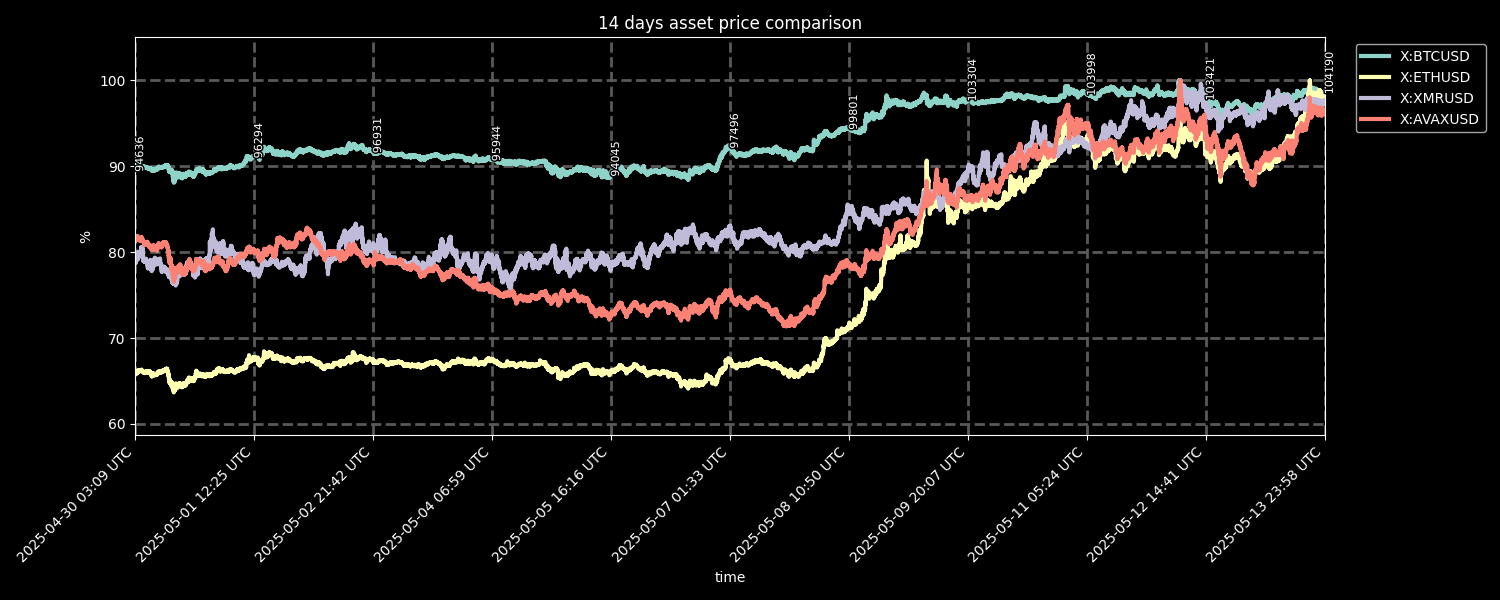 14 days asset price comparison
X:BTCUSD
X:ETHUSD
X:XMRUSD
X:AVAXUSD
100
90
80
70
60
%
94636
96294
96931
95944
94045
97496
99801
103304
103998
103421
104190
2025-04-30 03:09 UTC
2025-05-01 12:25 UTC
2025-05-02 21:42 UTC
2025-05-04 06:59 UTC
2025-05-05 16:16 UTC
2025-05-07 01:33 UTC
2025-05-08 10:50 UTC
2025-05-09 20:07 UTC
2025-05-11 05:24 UTC
2025-05-12 14:41 UTC
2025-05-13 23:58 UTC
time